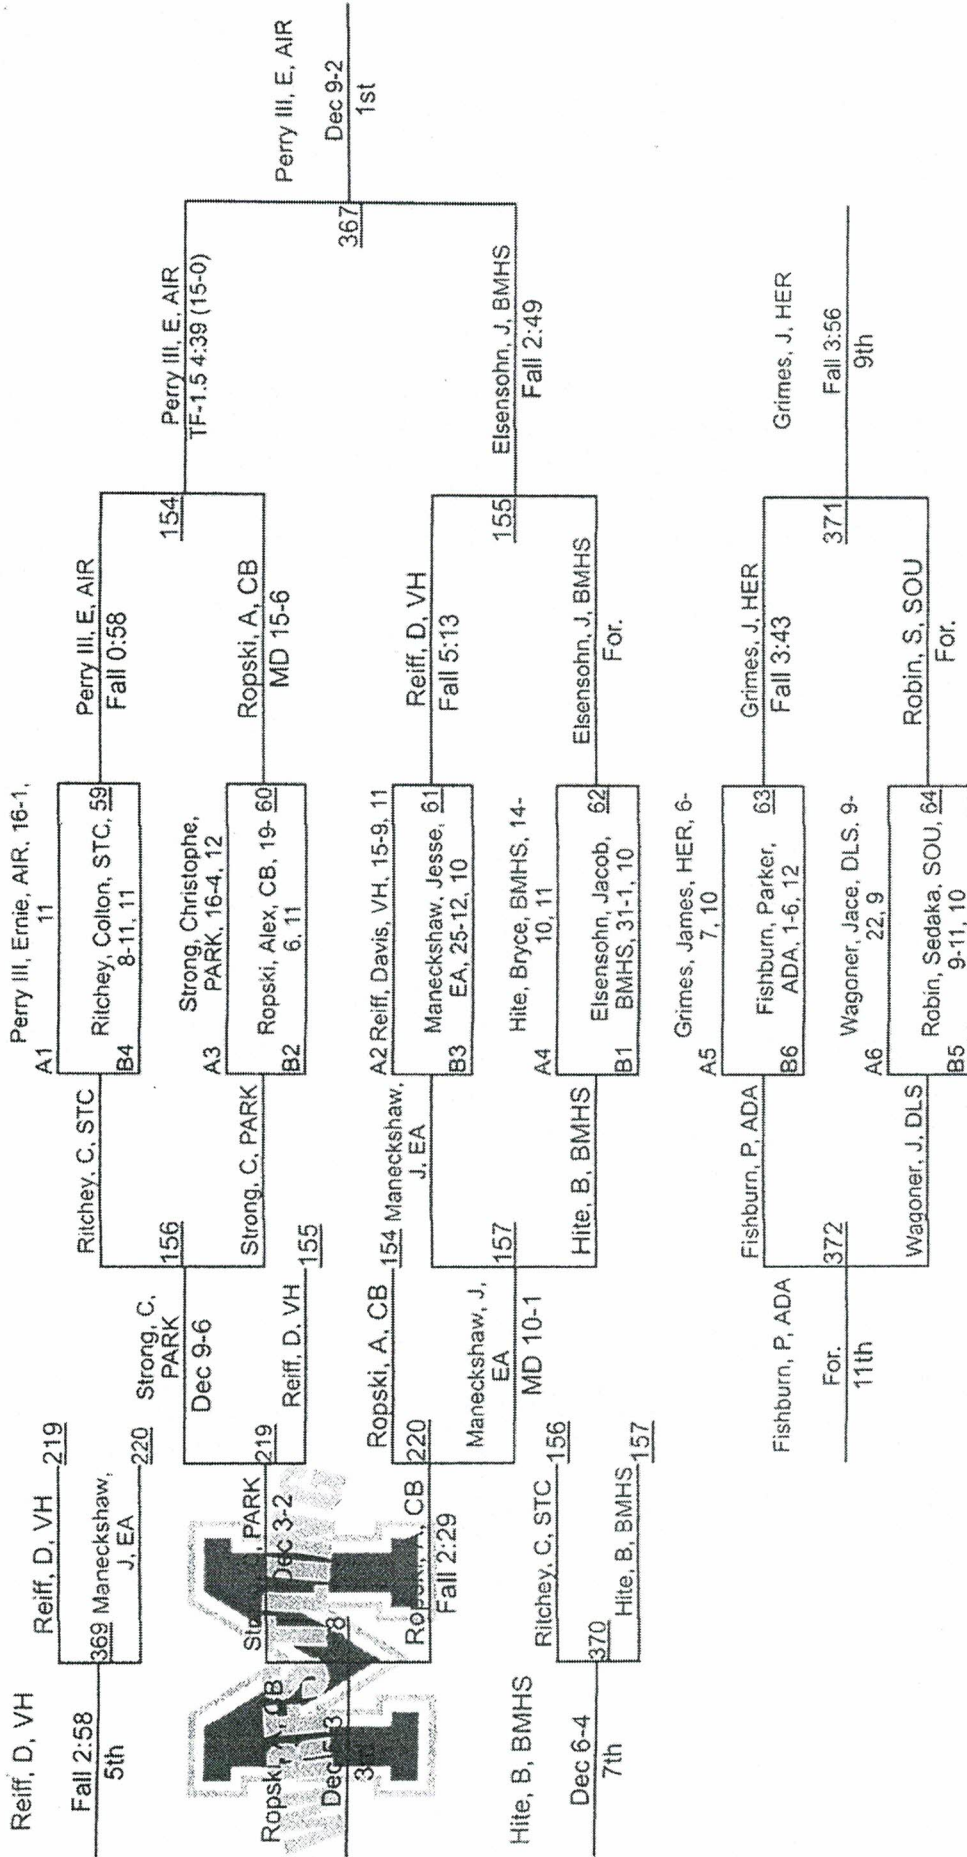 Perry III, Ernie, AIR, 16-1,
11
A1
Ritchey, Colton, STC,
8-11, 11
59
B4
Strong, Christophe,
PARK, 16-4, 12
A3
Ropski, Alex, CB, 19-
6, 11
60
B2
A2 Reiff, Davis, VH, 15-9, 11
Maneckshaw, Jesse,
EA, 25-12, 10
61
B3
Hite, Bryce, BMHS, 14-
10, 11
A4
Elsensohn, Jacob,
BMHS, 31-1, 10
62
B1
Grimes, James, HER, 6-
7, 10
A5
Fishburn, Parker,
ADA, 1-6, 12
63
B6
Wagoner, Jace, DLS, 9-
22, 9
A6
Robin, Sedaka, SOU,
9-11, 10
64
B5
Perry III, E, AIR
Fall 0:58
154
Ropski, A, CB
MD 15-6
Reiff, D, VH
Fall 5:13
155
Elsensohn, J, BMHS
For.
Grimes, J, HER
Fall 3:43
371
Robin, S, SOU
For.
Perry III, E, AIR
TF-1.5 4:39 (15-0)
367
Elsensohn, J, BMHS
Fall 2:49
Grimes, J, HER
Fall 3:56
9th
Perry III, E, AIR
Dec 9-2
1st
Ritchey, C, STC
156
Strong, C, PARK
154 Maneckshaw,
J, EA
157
Hite, B, BMHS
Fishburn, P, ADA
372
Wagoner, J, DLS
Strong, C,
PARK
Dec 9-6
Reiff, D, VH
155
Ropski, A, CB
Maneckshaw, J,
EA
MD 10-1
Fishburn, P, ADA
For.
11th
Reiff, D, VH
219
369 Maneckshaw,
J, EA
220
PARK
219
Dec 3-2
220
CB
Fall 2:29
Ritchey, C, STC
156
370
Hite, B, BMHS
157
Reiff, D, VH
Fall 2:58
5th
Ropski,
CB
Hite, B, BMHS
Dec 6-4
7th